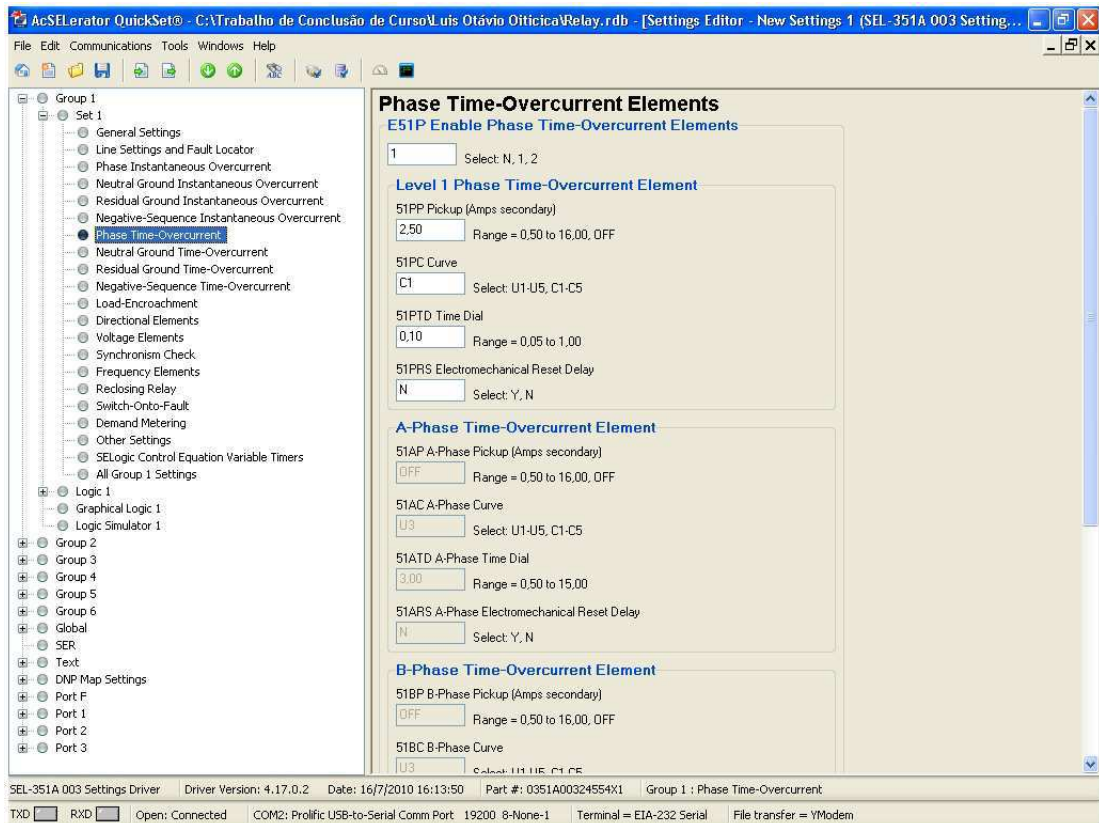 AcSELerator QuickSet® - C:\Trabalho de Conclusão de Curso\Luis Otávio Oiticica\Relay.rdb - [Settings Editor - New Settings 1 (SEL-351A 003 Setting...
File Edit Communications Tools Windows Help
Group 1
Set 1
General Settings
Line Settings and Fault Locator
Phase Instantaneous Overcurrent
Neutral Ground Instantaneous Overcurrent
Residual Ground Instantaneous Overcurrent
Negative-Sequence Instantaneous Overcurrent
Phase Time-Overcurrent
Neutral Ground Time-Overcurrent
Residual Ground Time-Overcurrent
Negative-Sequence Time-Overcurrent
Load-Encroachment
Directional Elements
Voltage Elements
Synchronism Check
Frequency Elements
Reclosing Relay
Switch-Onto-Fault
Demand Metering
Other Settings
SELogic Control Equation Variable Timers
All Group 1 Settings
Logic 1
Graphical Logic 1
Logic Simulator 1
Group 2
Group 3
Group 4
Group 5
Group 6
Global
SER
Text
DNP Map Settings
Port F
Port 1
Port 2
Port 3
Phase Time-Overcurrent Elements
E51P Enable Phase Time-Overcurrent Elements
1 Select: N, 1, 2
Level 1 Phase Time-Overcurrent Element
51PP Pickup (Amps secondary)
2,50 Range = 0,50 to 16,00, OFF
51PC Curve
C1 Select: U1-U5, C1-C5
51PTD Time Dial
0,10 Range = 0,05 to 1,00
51PRS Electromechanical Reset Delay
N Select: Y, N
A-Phase Time-Overcurrent Element
51AP A-Phase Pickup (Amps secondary)
OFF Range = 0,50 to 16,00, OFF
51AC A-Phase Curve
U3 Select: U1-U5, C1-C5
51ATD A-Phase Time Dial
3,00 Range = 0,50 to 15,00
51ARS A-Phase Electromechanical Reset Delay
N Select: Y, N
B-Phase Time-Overcurrent Element
51BP B-Phase Pickup (Amps secondary)
OFF Range = 0,50 to 16,00, OFF
51BC B-Phase Curve
U3 Select: U1-U5, C1-C5
SEL-351A 003 Settings Driver Driver Version: 4.17.0.2 Date: 16/7/2010 16:13:50 Part #: 0351A00324554X1 Group 1 : Phase Time-Overcurrent
TXD RXD Open: Connected COM2: Prolific USB-to-Serial Comm Port 19200 8-None-1 Terminal = EIA-232 Serial File transfer = YModem